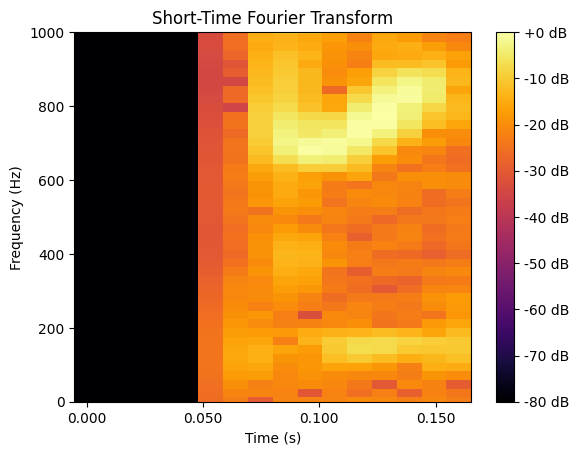 Short-Time Fourier Transform
1000
800
600
400
200
0
Frequency (Hz)
0.000
0.050
0.100
0.150
Time (s)
+0 dB
-10 dB
-20 dB
-30 dB
-40 dB
-50 dB
-60 dB
-70 dB
-80 dB